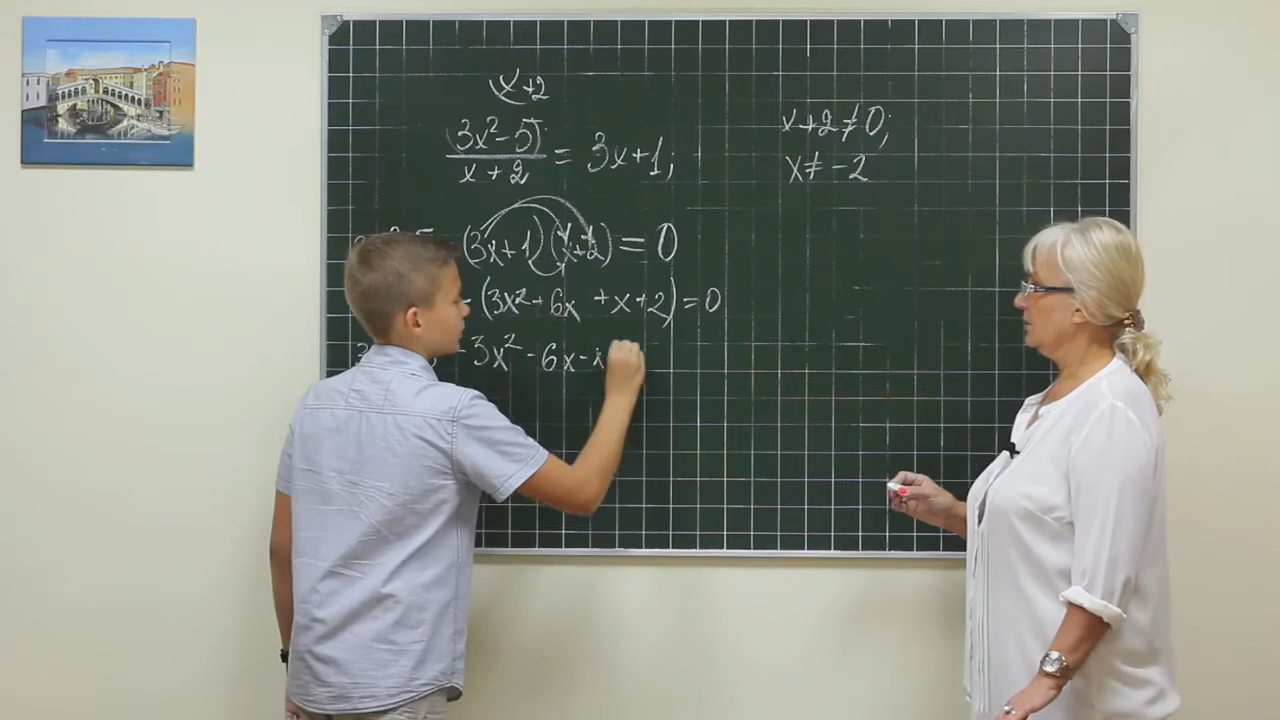 x+2
(3x²-5)
x+2 = 3x+1;
x+2≠0;
x≠-2
(3x+1)(x+2)=0
-(3x²+6x+x+2)=0
-3x²-6x-x